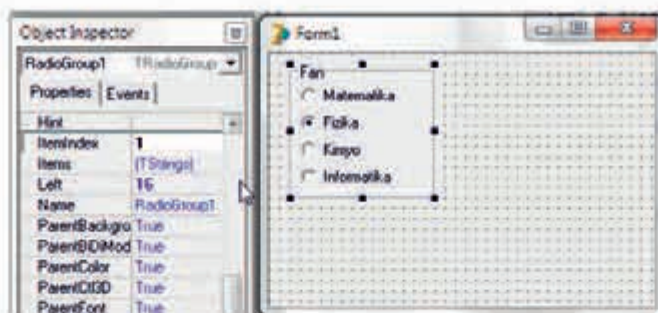 Object Inspector
RadioGroup1 TRadioGroup
Properties Events
Hint
ItemIndex 1
Items (TStrings)
Left 16
Name RadioGroup1
ParentBackgro True
ParentBiDiMod True
ParentColor True
ParentCtl3D True
ParentFont True
Form1
Fan
Matematika
Fizika
Kimyo
Informatika